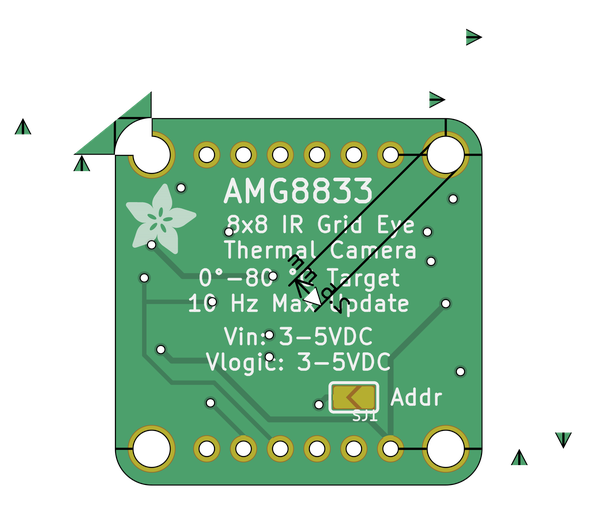 AMG8833
8x8 IR Grid Eye
Thermal Camera
0°-80 °C Target
10 Hz Max Update
Vin: 3-5VDC
Vlogic: 3-5VDC
Addr
SJ1